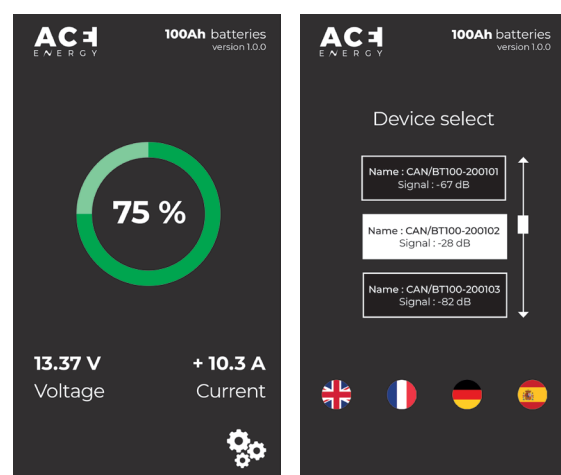 ACE
ENERGY
100Ah batteries
version 1.0.0
75 %
13.37 V
Voltage
+ 10.3 A
Current
ACE
ENERGY
100Ah batteries
version 1.0.0
Device select
Name : CAN/BT100-200101
Signal : -67 dB
Name : CAN/BT100-200102
Signal : -28 dB
Name : CAN/BT100-200103
Signal : -82 dB